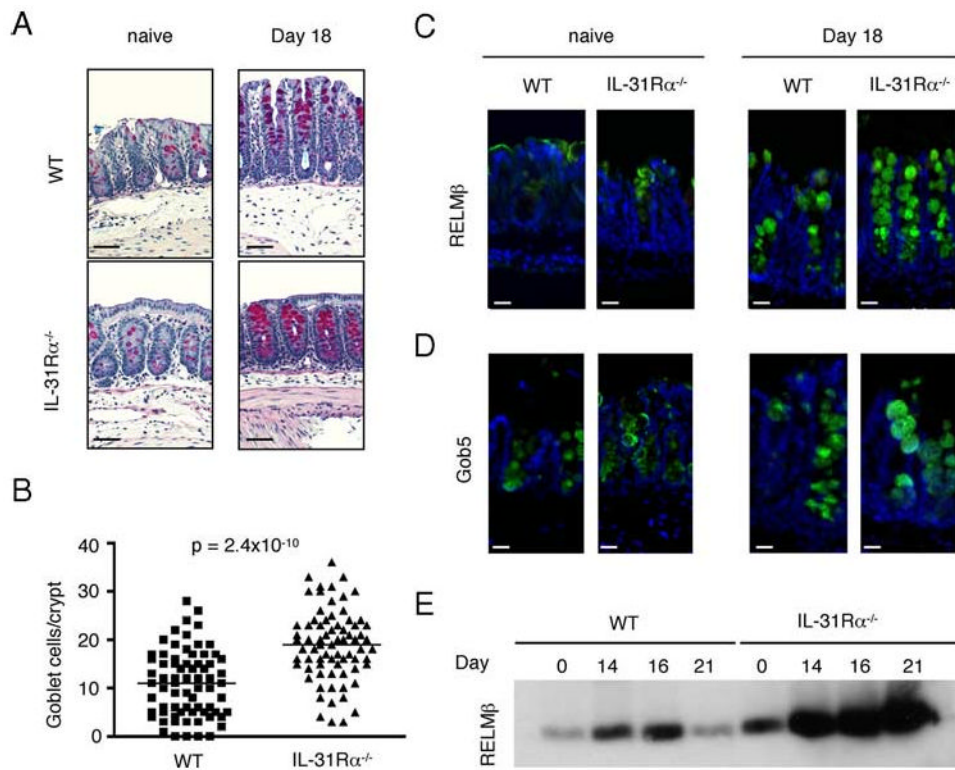 A
naive
Day 18
WT
IL-31Rα-/-
B
p = 2.4x10-10
Goblet cells/crypt
40
30
20
10
0
WT
IL-31Rα-/-
C
naive
Day 18
WT
IL-31Rα-/-
WT
IL-31Rα-/-
RELMβ
D
Gob5
E
WT
IL-31Rα-/-
Day
0
14
16
21
0
14
16
21
RELMβ